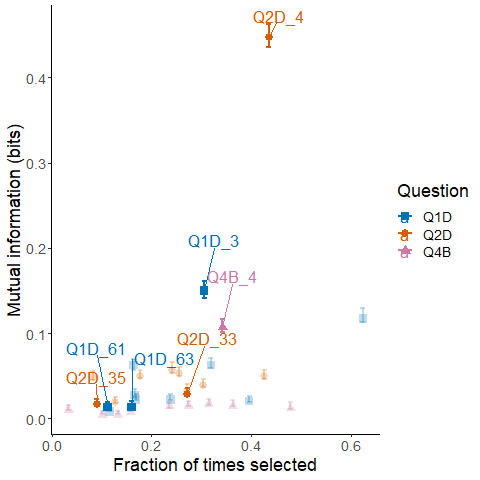 Q2D_4
0.4
0.3
Q1D_3
0.2
Q4B_4
Q2D_33
0.1
Q1D_61
Q1D_63
Q2D_35
0.0
0.0
0.2
0.4
0.6
Fraction of times selected
Mutual information (bits)
Question
a Q1D
a Q2D
a Q4B